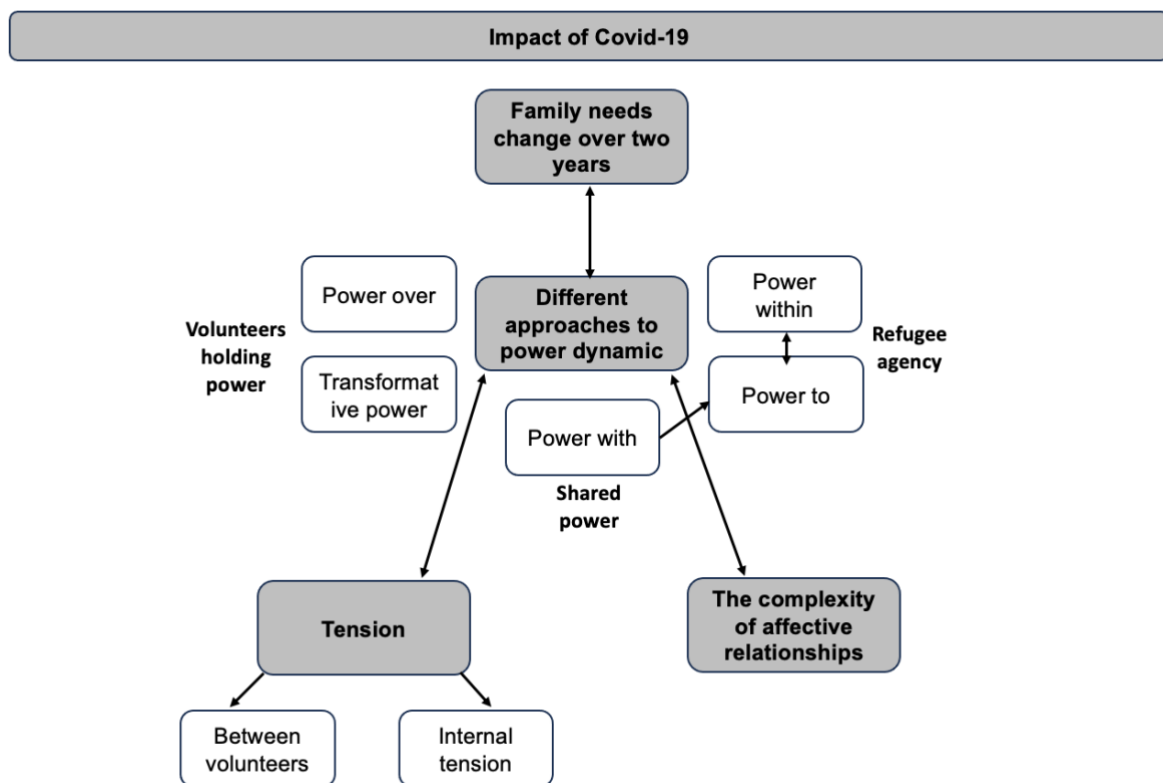 Impact of Covid-19
Family needs
change over two
years
Power over
Different
approaches to
power dynamic
Power
within
Volunteers
holding
power
Refugee
agency
Transformat
ive power
Power with
Power to
Shared
power
Tension
The complexity
of affective
relationships
Between
volunteers
Internal
tension